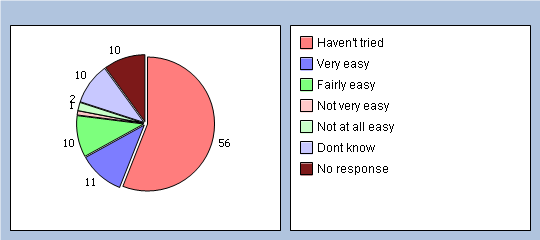 10
10
2
1
10
11
56
Haven't tried
Very easy
Fairly easy
Not very easy
Not at all easy
Dont know
No response